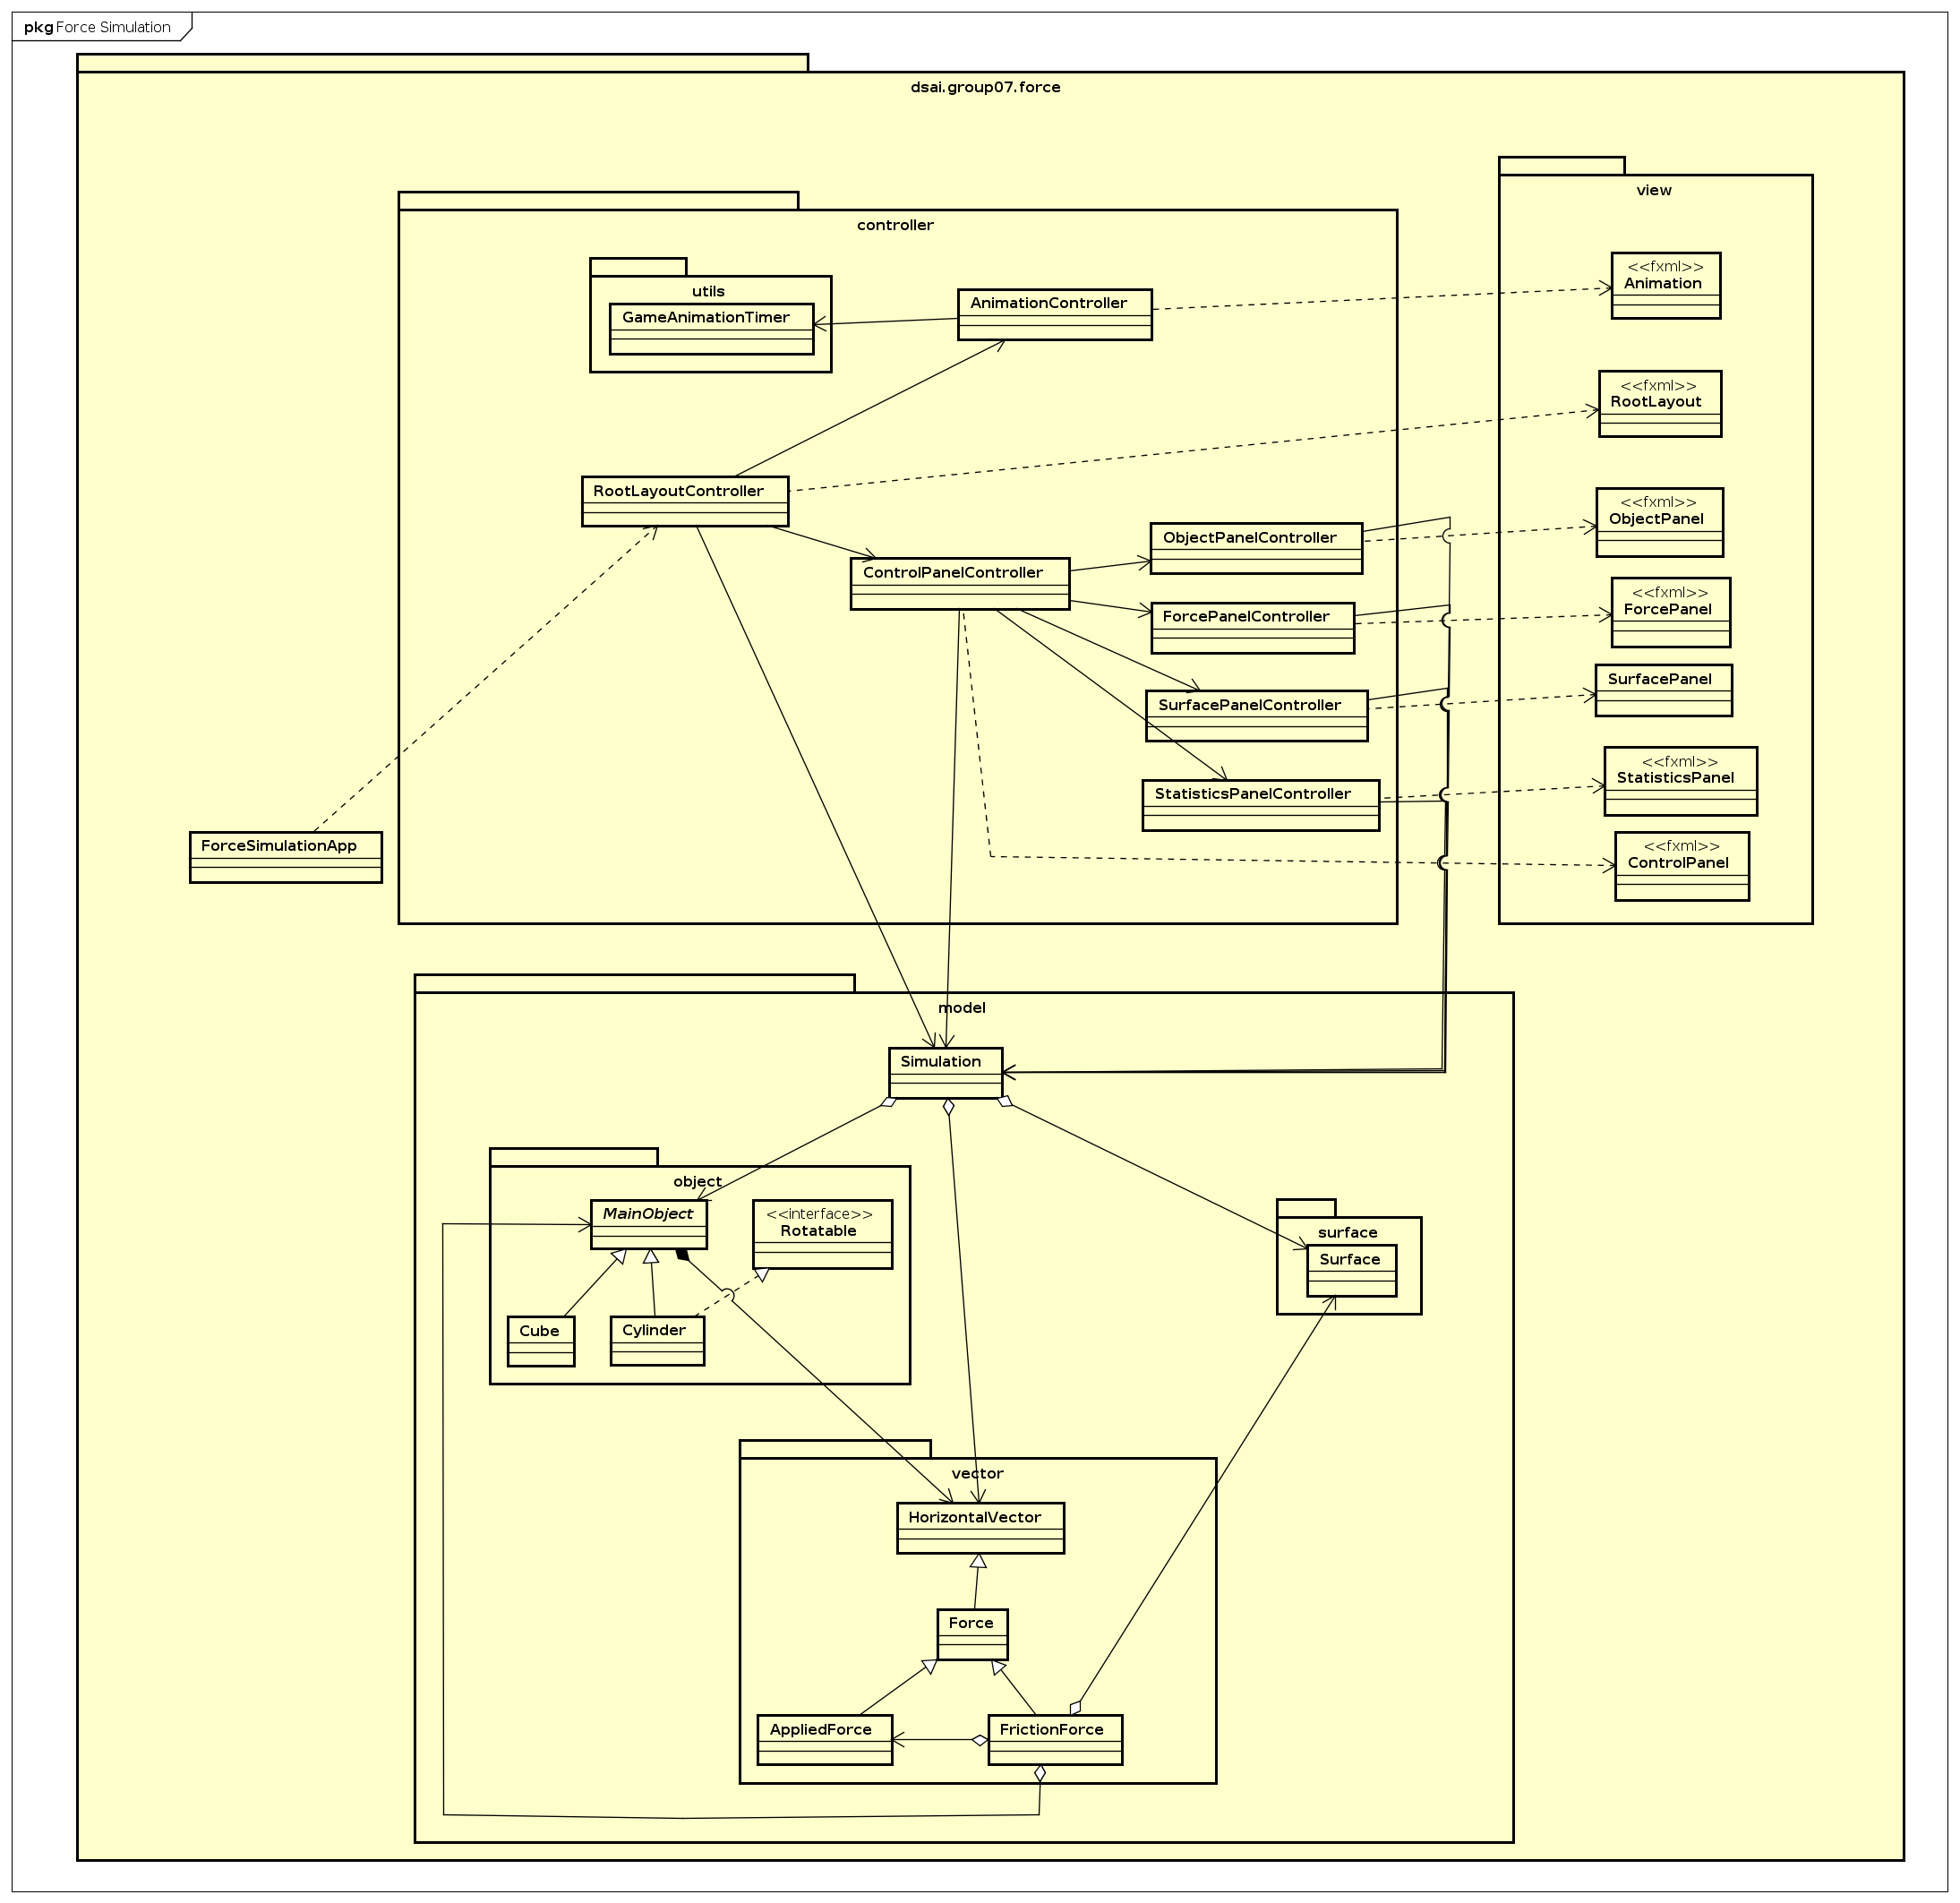 pkg Force Simulation
dsai.group07.force
view
controller
utils
GameAnimationTimer
AnimationController
<<fxml>>
Animation
<<fxml>>
RootLayout
RootLayoutController
<<fxml>>
ObjectPanel
ObjectPanelController
ControlPanelController
<<fxml>>
ForcePanel
ForcePanelController
SurfacePanel
SurfacePanelController
<<fxml>>
StatisticsPanel
StatisticsPanelController
ForceSimulationApp
<<fxml>>
ControlPanel
model
Simulation
object
MainObject
<<interface>>
Rotatable
surface
Surface
Cube
Cylinder
vector
HorizontalVector
Force
AppliedForce
FrictionForce